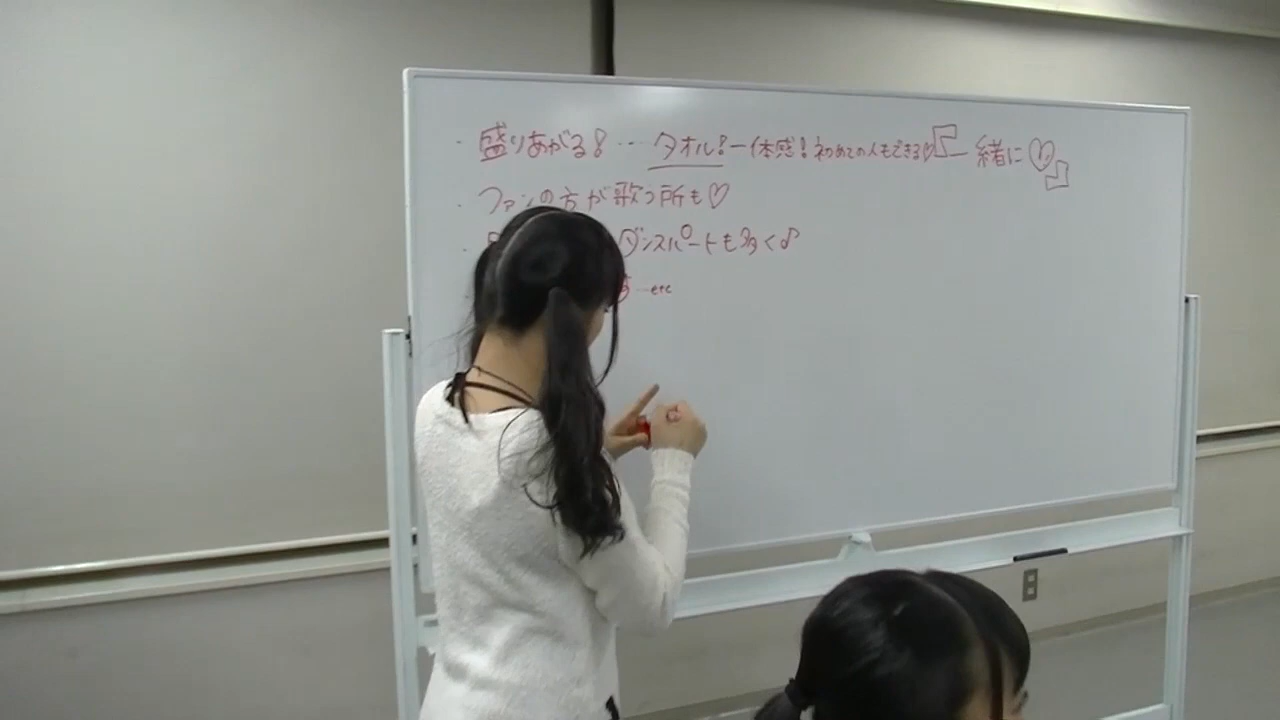 ・盛りあがる!… タオル!一体感!初めての人もできる♡♪ 一緒に♡♪
・ファンの方が歌う所も♡
・ ダンスパートも多く♪
…etc